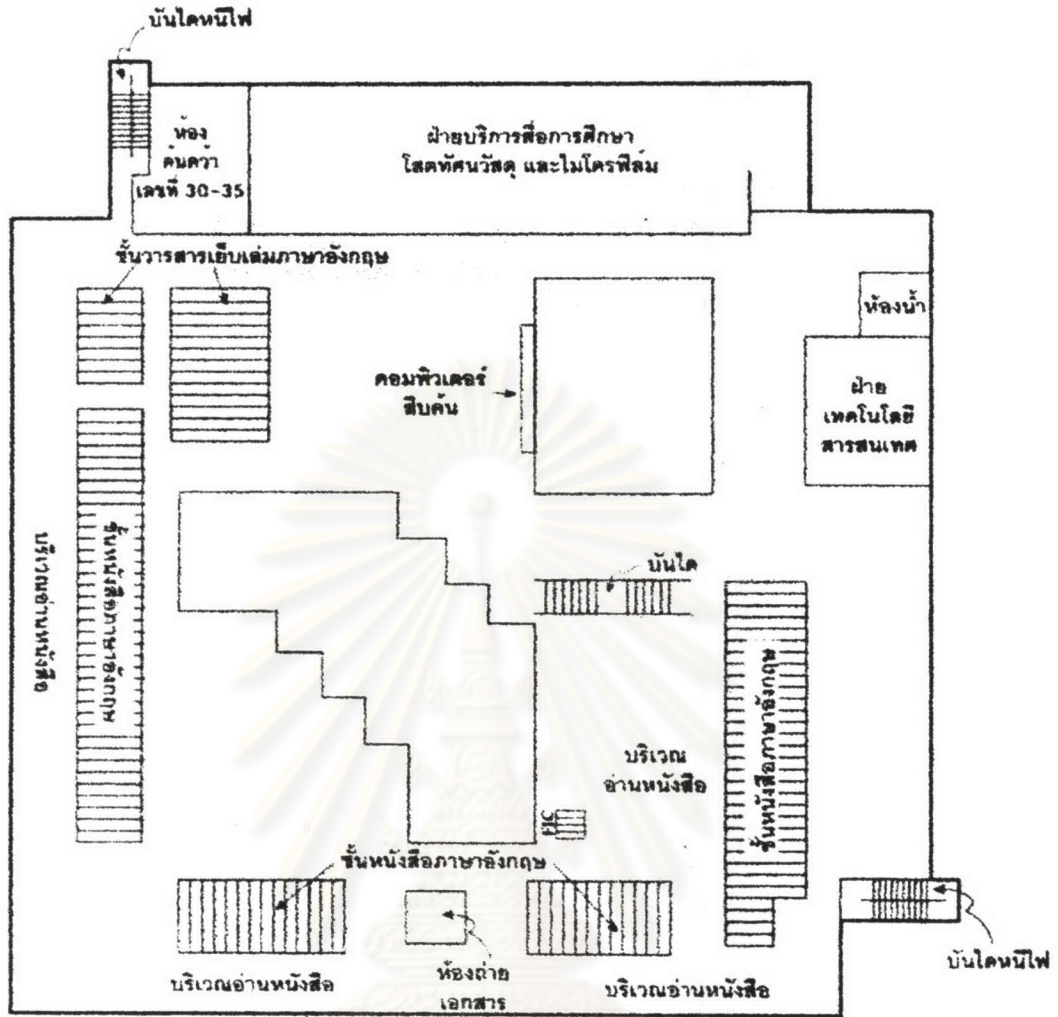 บันไดหนีไฟ
ห้อง
ค้นคว้า
เลขที่ 30-35
ฝ่ายบริการสื่อการศึกษา
โสตทัศนวัสดุ และไมโครฟิล์ม
ชั้นวารสารเย็บเล่มภาษาอังกฤษ
ห้องน้ำ
คอมพิวเตอร์
สืบค้น
ฝ่าย
เทคโนโลยี
สารสนเทศ
บริเวณอ่านหนังสือ
ชั้นหนังสือภาษาอังกฤษ
บันได
บริเวณ
อ่านหนังสือ
ชั้นหนังสือภาษาอังกฤษ
ชั้นหนังสือภาษาอังกฤษ
บริเวณอ่านหนังสือ
ห้องถ่าย
เอกสาร
บริเวณอ่านหนังสือ
บันไดหนีไฟ